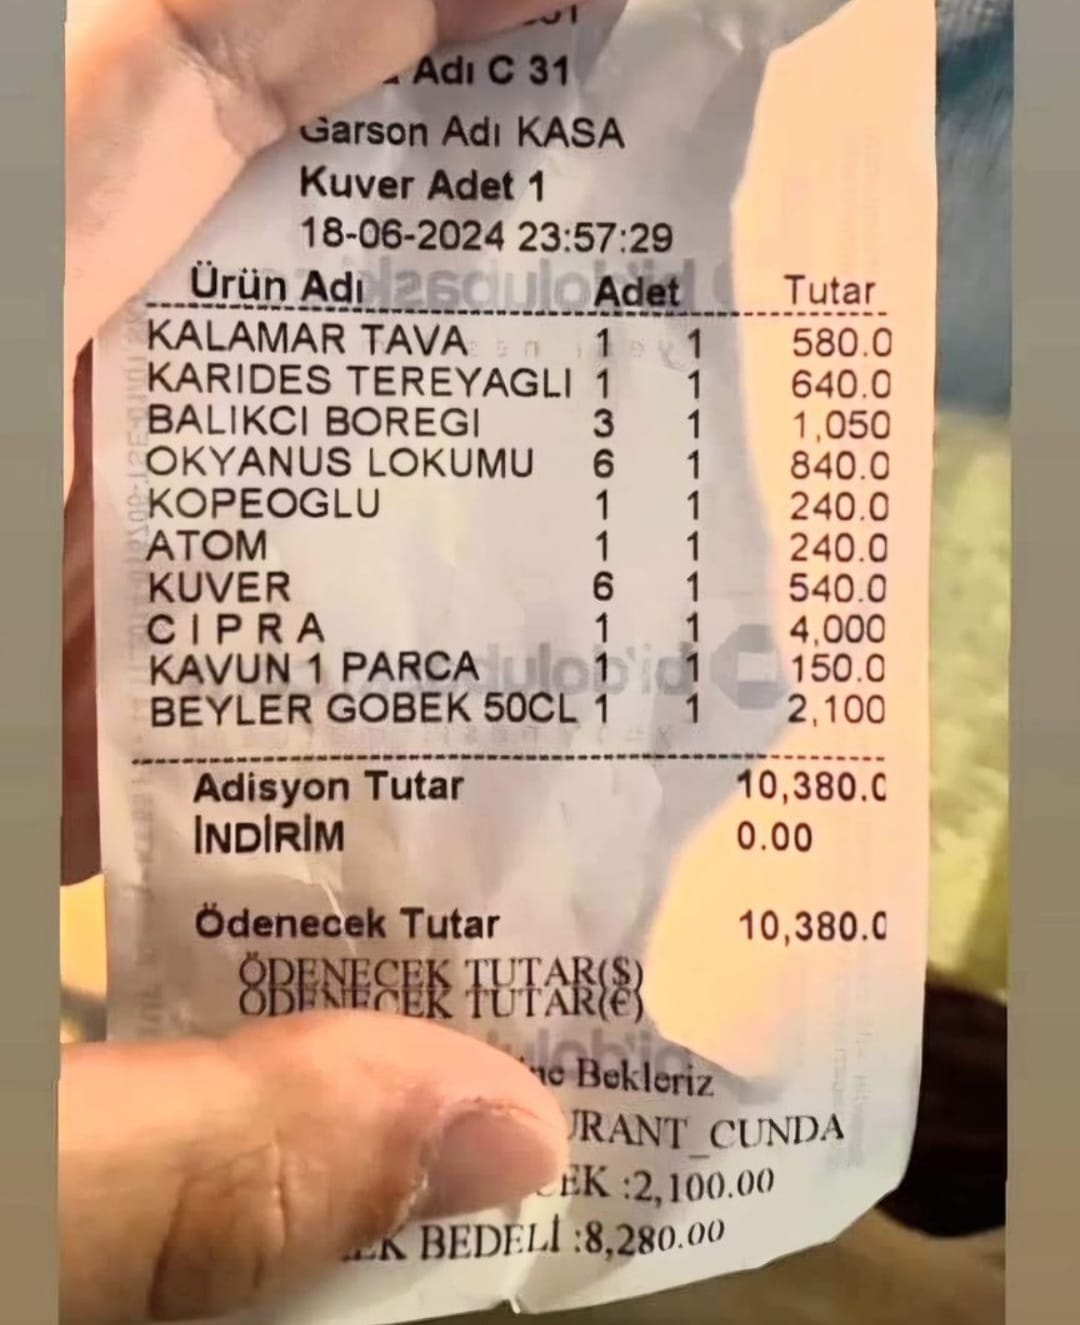 Adı C 31
Garson Adı KASA
Kuver Adet 1
18-06-2024 23:57:29
Ürün Adı Adet Tutar
KALAMAR TAVA 1 1 580.0
KARIDES TEREYAGLI 1 1 640.0
BALIKCI BOREGI 3 1 1,050
OKYANUS LOKUMU 6 1 840.0
KOPEOGLU 1 1 240.0
ATOM 1 1 240.0
KUVER 6 1 540.0
C I P R A 1 1 4,000
KAVUN 1 PARCA 1 1 150.0
BEYLER GOBEK 50CL 1 1 2,100
Adisyon Tutar 10,380.0
İNDİRİM 0.00
Ödenecek Tutar 10,380.0
ÖDENECEK TUTAR($)
ÖDENECEK TUTAR(€)
Bekleriz
URANT_CUNDA
EK :2,100.00
BEDELİ :8,280.00